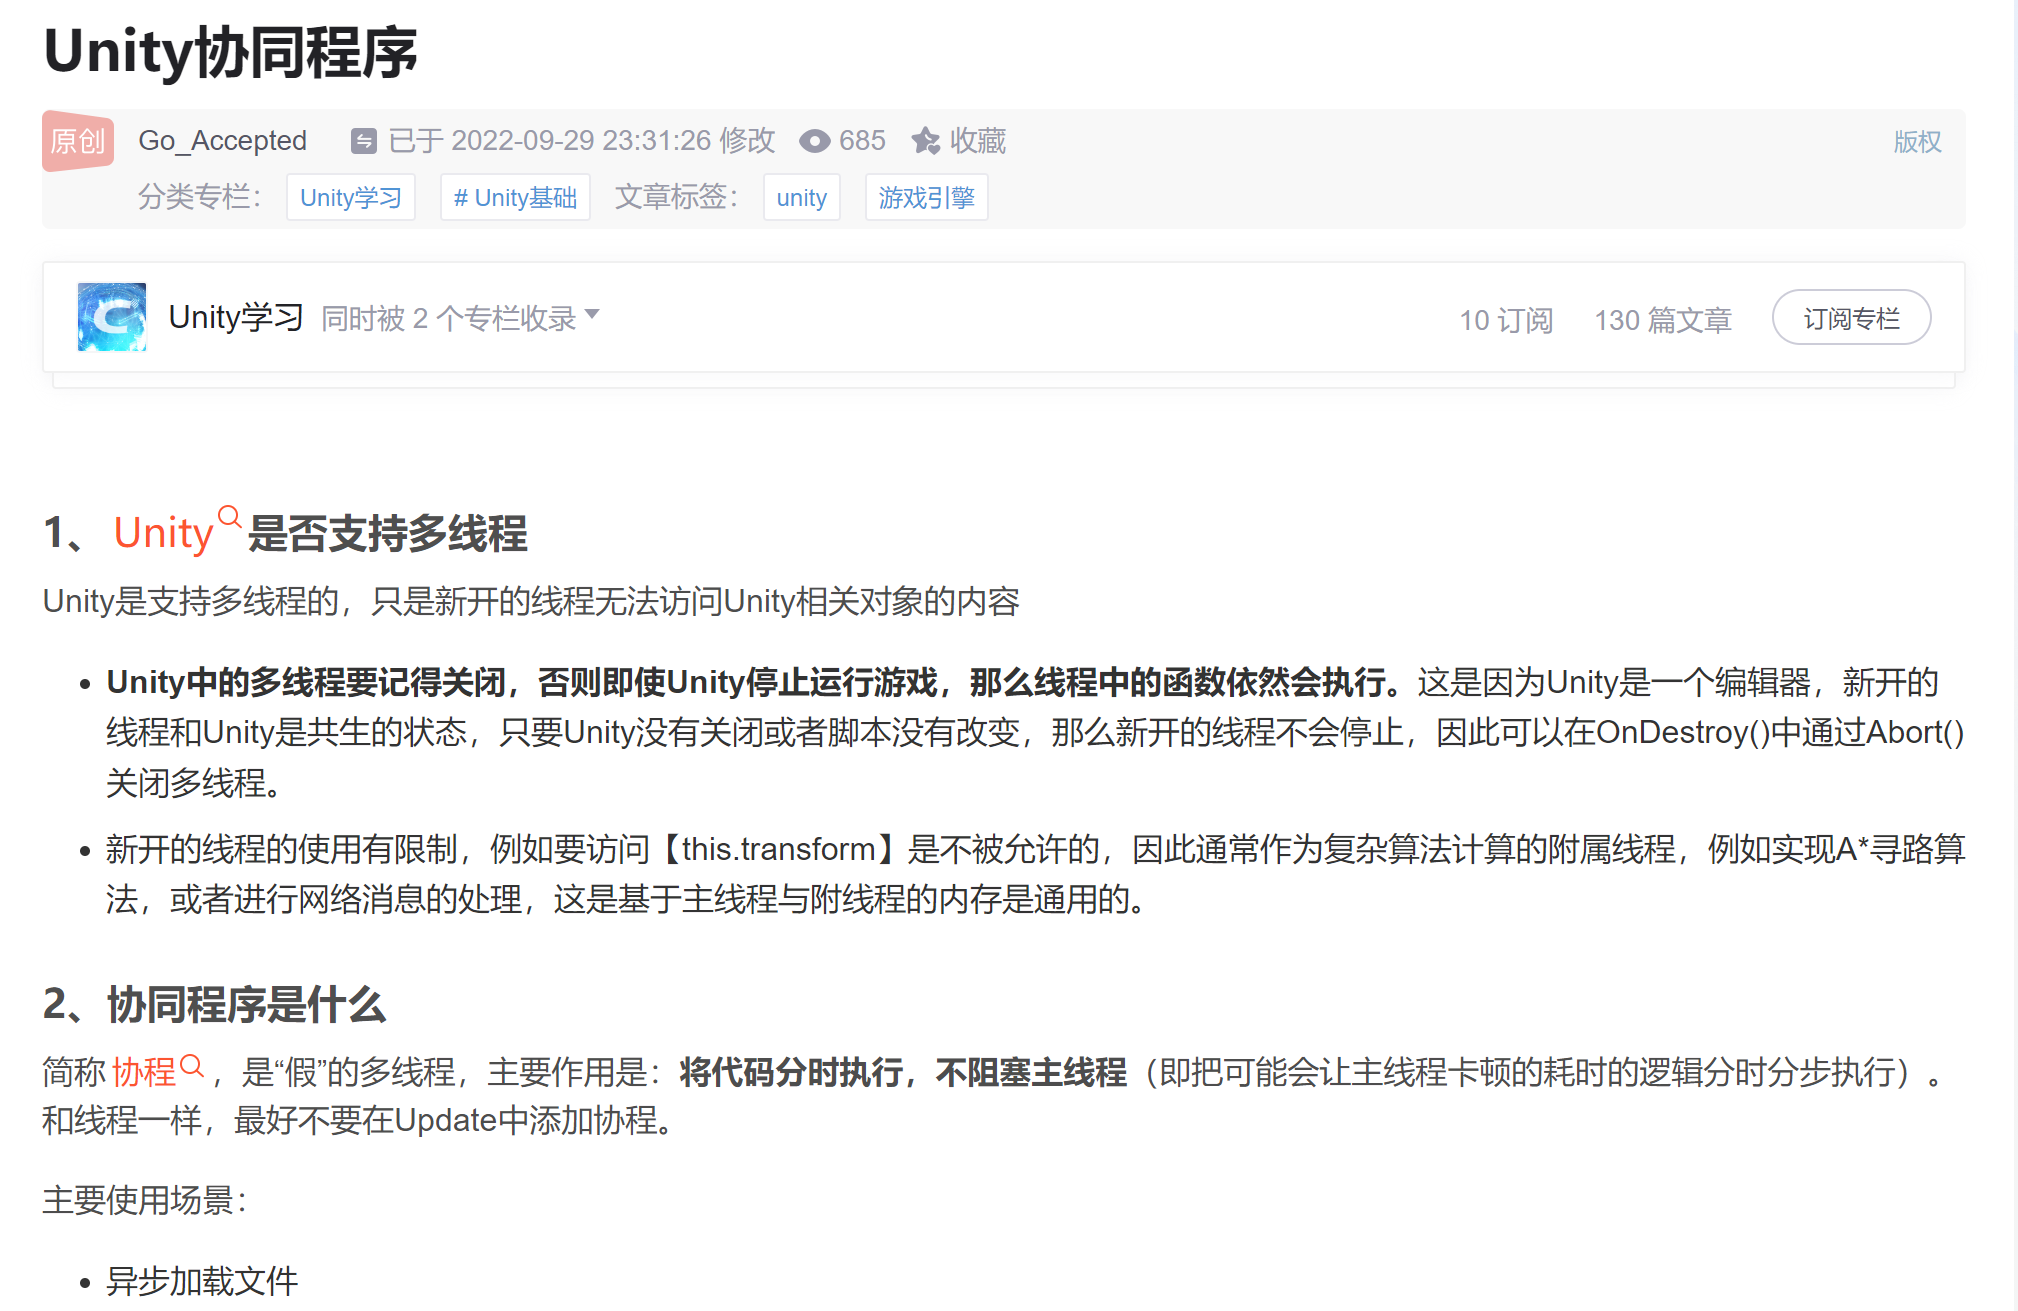 Unity协同程序
原创 Go_Accepted 已于 2022-09-29 23:31:26 修改 685 收藏 版权
分类专栏： Unity学习 # Unity基础 文章标签： unity 游戏引擎
Unity学习 同时被 2 个专栏收录 10 订阅 130 篇文章 订阅专栏
1、 Unity 是否支持多线程
Unity是支持多线程的，只是新开的线程无法访问Unity相关对象的内容
• Unity中的多线程要记得关闭，否则即使Unity停止运行游戏，那么线程中的函数依然会执行。这是因为Unity是一个编辑器，新开的
线程和Unity是共生的状态，只要Unity没有关闭或者脚本没有改变，那么新开的线程不会停止，因此可以在OnDestroy()中通过Abort()
关闭多线程。
• 新开的线程的使用有限制，例如要访问【this.transform】是不被允许的，因此通常作为复杂算法计算的附属线程，例如实现A*寻路算
法，或者进行网络消息的处理，这是基于主线程与附线程的内存是通用的。
2、协同程序是什么
简称 协程 ，是“假”的多线程，主要作用是：将代码分时执行，不阻塞主线程（即把可能会让主线程卡顿的耗时的逻辑分时分步执行）。
和线程一样，最好不要在Update中添加协程。
主要使用场景：
• 异步加载文件